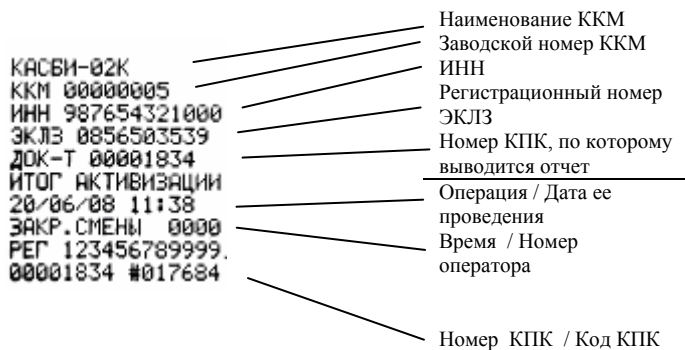 КАСБИ-02К
ККМ 00000005
ИНН 987654321000
ЭКЛЗ 0856503539
ДОК-Т 00001834
ИТОГ АКТИВИЗАЦИИ
20/06/08 11:38
ЗАКР.СМЕНЫ 0000
РЕГ 123456789999.
00001834 #017684
Наименование ККМ
Заводской номер ККМ
ИНН
Регистрационный номер
ЭКЛЗ
Номер КПК, по которому
выводится отчет
Операция / Дата ее
проведения
Время / Номер
оператора
Номер КПК / Код КПК